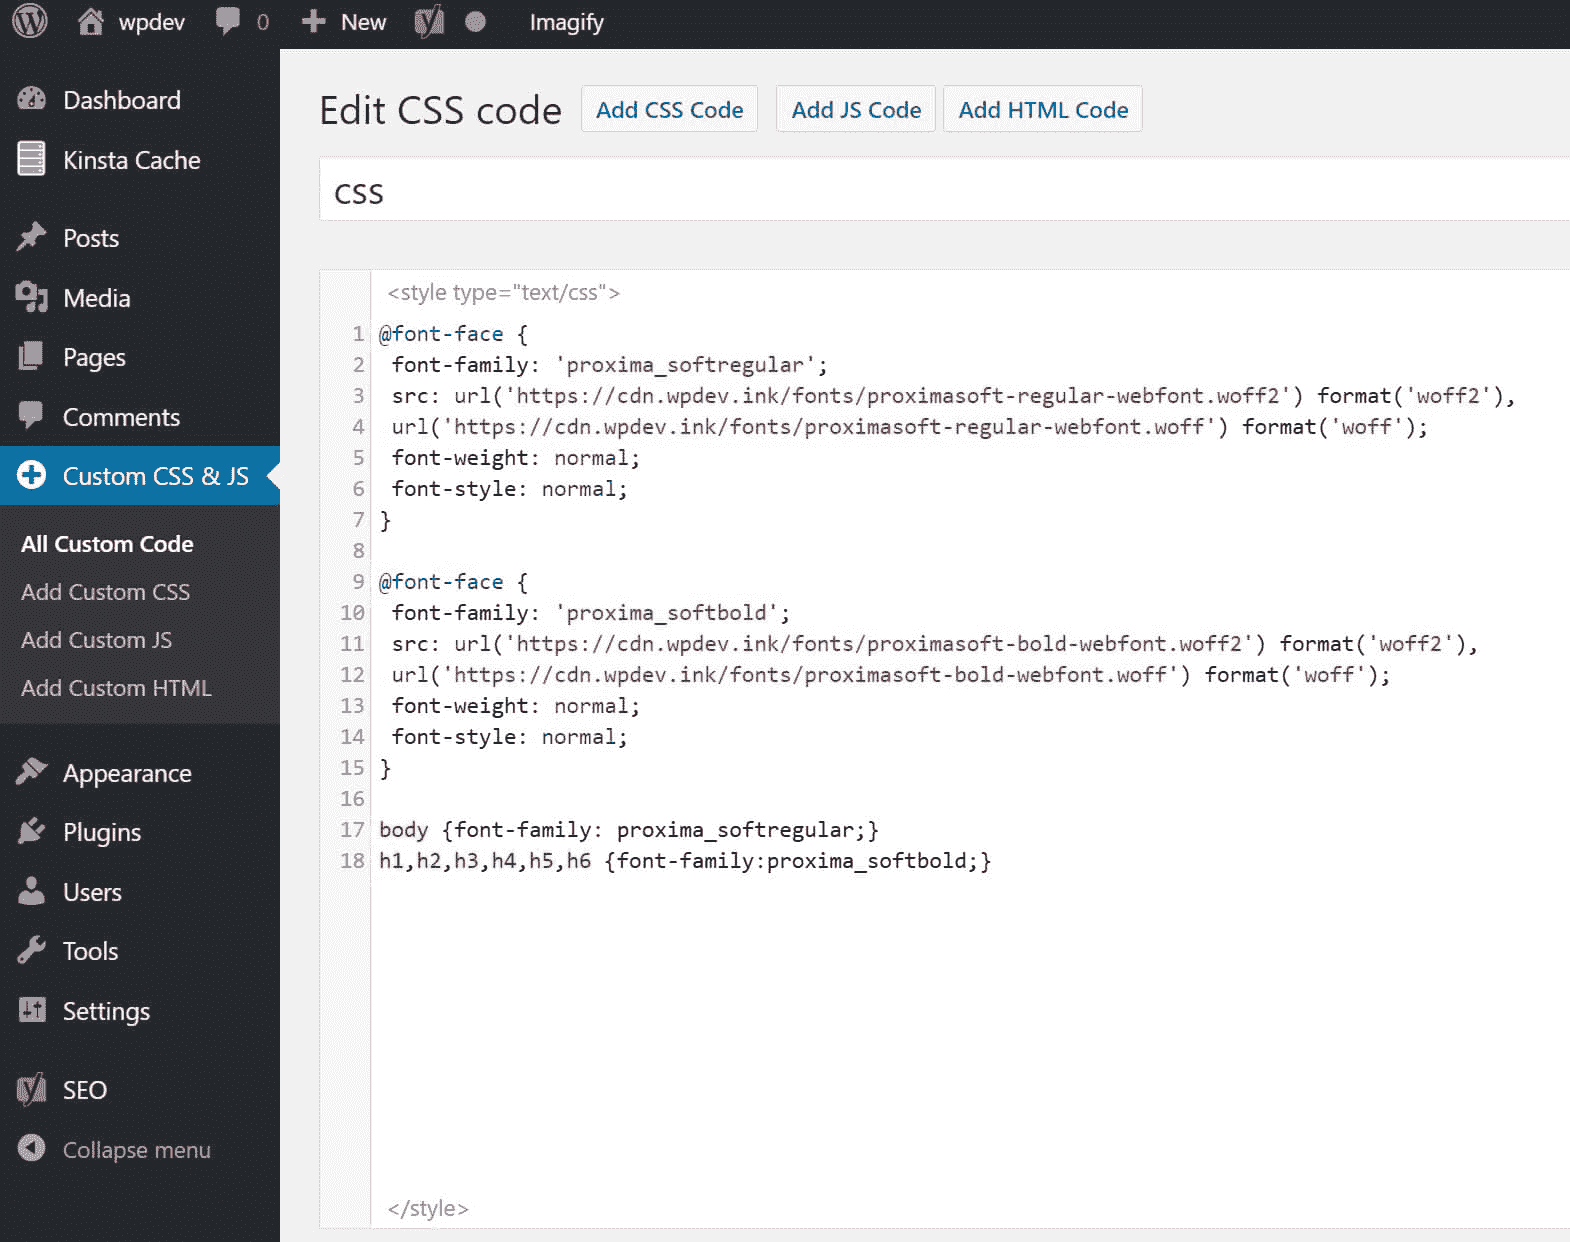 wpdev 0 New Imagify
Dashboard
Kinsta Cache
Posts
Media
Pages
Comments
Custom CSS & JS
All Custom Code
Add Custom CSS
Add Custom JS
Add Custom HTML
Appearance
Plugins
Users
Tools
Settings
SEO
Collapse menu
Edit CSS code Add CSS Code Add JS Code Add HTML Code
CSS
<style type="text/css">
1 @font-face {
2 font-family: 'proxima_softregular';
3 src: url('https://cdn.wpdev.ink/fonts/proximasoft-regular-webfont.woff2') format('woff2'),
4 url('https://cdn.wpdev.ink/fonts/proximasoft-regular-webfont.woff') format('woff');
5 font-weight: normal;
6 font-style: normal;
7 }
8
9 @font-face {
10 font-family: 'proxima_softbold';
11 src: url('https://cdn.wpdev.ink/fonts/proximasoft-bold-webfont.woff2') format('woff2'),
12 url('https://cdn.wpdev.ink/fonts/proximasoft-bold-webfont.woff') format('woff');
13 font-weight: normal;
14 font-style: normal;
15 }
16
17 body {font-family: proxima_softregular;}
18 h1,h2,h3,h4,h5,h6 {font-family:proxima_softbold;}
</style>